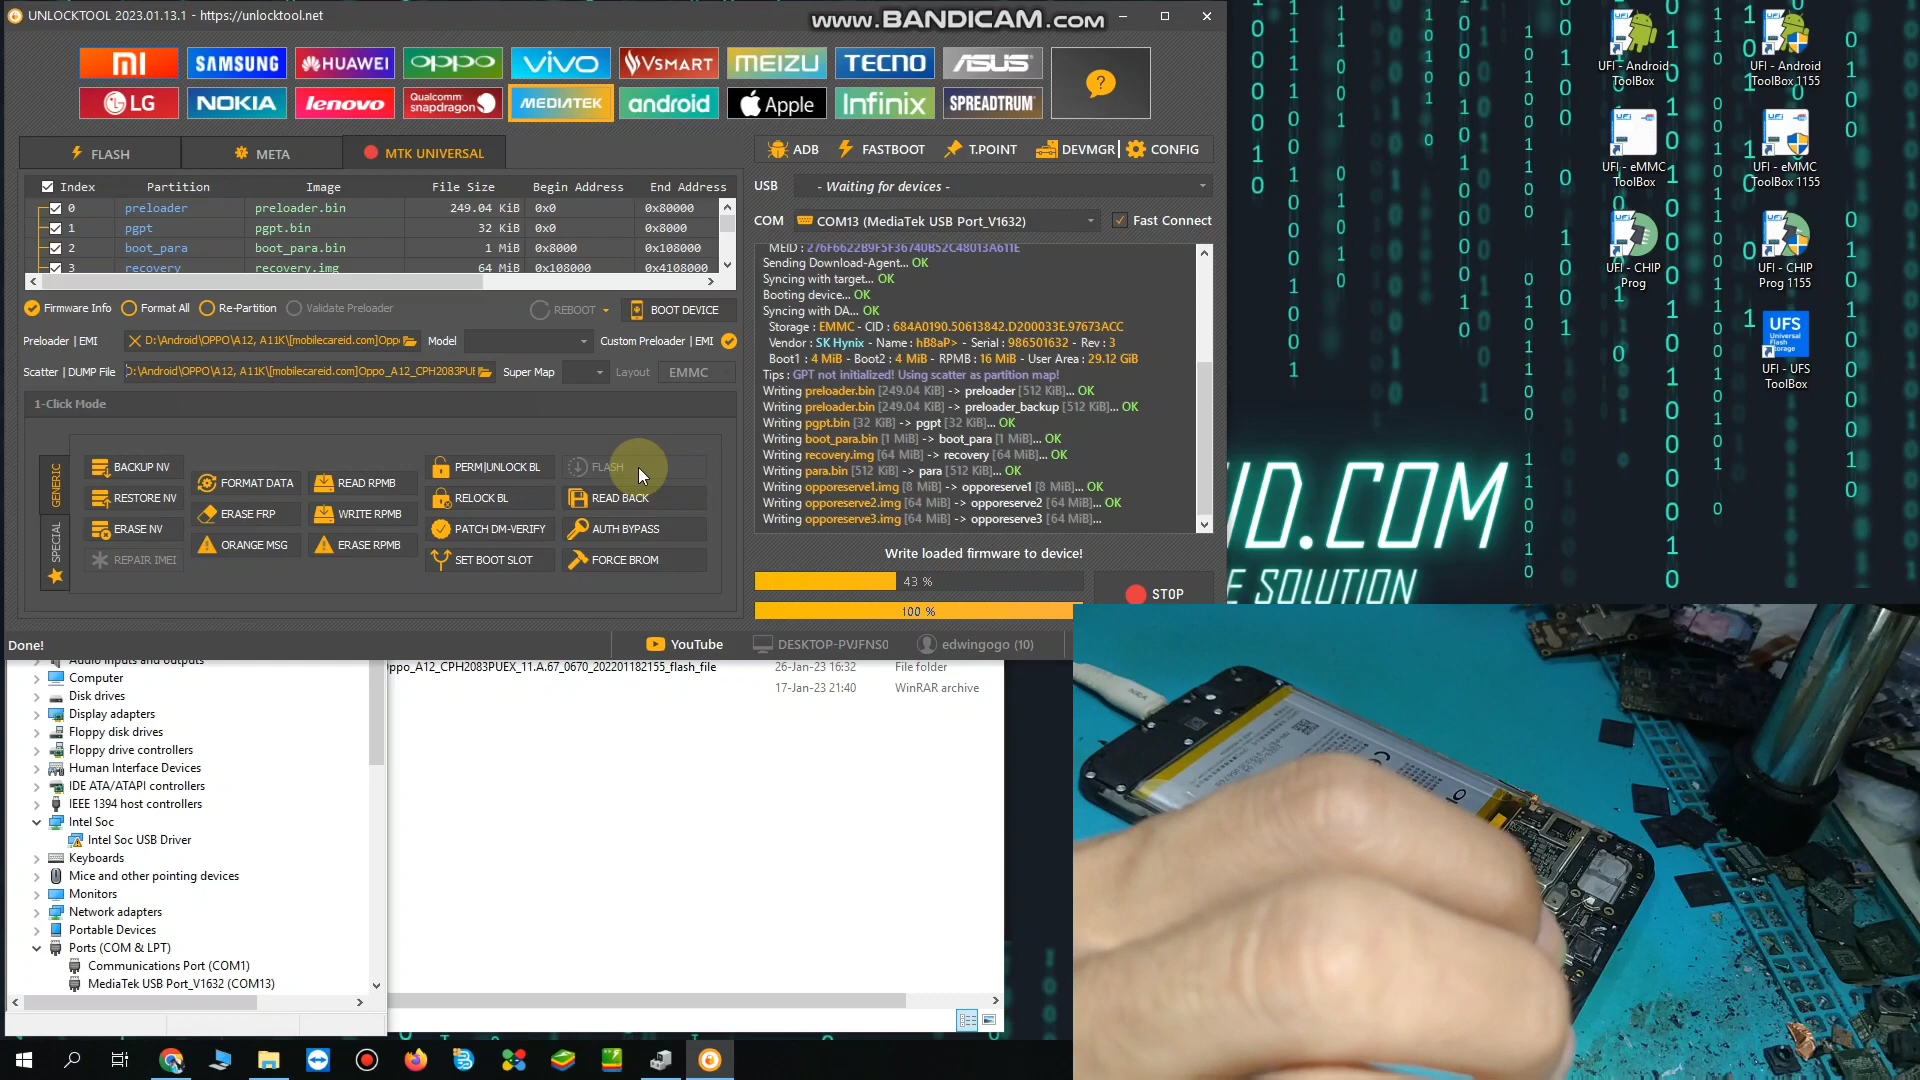 UNLOCKTOOL 2023.01.13.1 - https://unlocktool.net
www.BANDICAM.com
MI SAMSUNG HUAWEI oppo vivo VSMART MEIZU TECNO ASUS
LG NOKIA lenovo Qualcomm snapdragon MEDIATEK android Apple Infinix SPREADTRUM
?
FLASH META MTK UNIVERSAL
ADB FASTBOOT T.POINT DEVMGR CONFIG
Index Partition Image File Size Begin Address End Address
0 preloader preloader.bin 249.04 KiB 0x0 0x80000
1 pgpt pgpt.bin 32 KiB 0x0 0x8000
2 boot_para boot_para.bin 1 MiB 0x8000 0x108000
3 recovery recovery.img 64 MiB 0x108000 0x4108000
Firmware Info Format All Re-Partition Validate Preloader REBOOT BOOT DEVICE
Preloader | EMI D:\Android\OPPO\A12, A11K\[mobilecareid.com]Oppo Model Custom Preloader | EMI
Scatter | DUMP File D:\Android\OPPO\A12, A11K\[mobilecareid.com]Oppo_A12_CPH2083PUE Super Map Layout EMMC
1-Click Mode
GENERIC
SPECIAL
BACKUP NV
RESTORE NV
ERASE NV
REPAIR IMEI
FORMAT DATA
ERASE FRP
ORANGE MSG
READ RPMB
WRITE RPMB
ERASE RPMB
PERM|UNLOCK BL
RELOCK BL
PATCH DM-VERIFY
SET BOOT SLOT
FLASH
READ BACK
AUTH BYPASS
FORCE BROM
USB - Waiting for devices -
COM COM13 (MediaTek USB Port_V1632) Fast Connect
MEID : 276F6622B9F5F36740B52C48013A611E
Sending Download-Agent... OK
Syncing with target... OK
Booting device... OK
Syncing with DA... OK
Storage : EMMC - CID : 684A0190.50613842.D200033E.97673ACC
Vendor : SK Hynix - Name : hB8aP> - Serial : 986501632 - Rev : 3
Boot1 : 4 MiB - Boot2 : 4 MiB - RPMB : 16 MiB - User Area : 29.12 GiB
Tips : GPT not initialized! Using scatter as partition map!
Writing preloader.bin [249.04 KiB] -> preloader [512 KiB]... OK
Writing preloader.bin [249.04 KiB] -> preloader_backup [512 KiB]... OK
Writing pgpt.bin [32 KiB] -> pgpt [32 KiB]... OK
Writing boot_para.bin [1 MiB] -> boot_para [1 MiB]... OK
Writing recovery.img [64 MiB] -> recovery [64 MiB]... OK
Writing para.bin [512 KiB] -> para [512 KiB]... OK
Writing opporeserve1.img [8 MiB] -> opporeserve1 [8 MiB]... OK
Writing opporeserve2.img [64 MiB] -> opporeserve2 [64 MiB]... OK
Writing opporeserve3.img [64 MiB] -> opporeserve3 [64 MiB]...
Write loaded firmware to device!
43 %
100 %
STOP
Done! YouTube DESKTOP-PVJFNS0 edwingogo (10)
Audio inputs and outputs
Computer
Disk drives
Display adapters
Floppy disk drives
Floppy drive controllers
Human Interface Devices
IDE ATA/ATAPI controllers
IEEE 1394 host controllers
Intel Soc
Intel Soc USB Driver
Keyboards
Mice and other pointing devices
Monitors
Network adapters
Portable Devices
Ports (COM & LPT)
Communications Port (COM1)
MediaTek USB Port_V1632 (COM13)
ppo_A12_CPH2083PUEX_11.A.67_0670_202201182155_flash_file 26-Jan-23 16:32 File folder
17-Jan-23 21:40 WinRAR archive
UFI - Android ToolBox
UFI - Android ToolBox 1155
UFI - eMMC ToolBox
UFI - eMMC ToolBox 1155
UFI - CHIP Prog
UFI - CHIP Prog 1155
UFS
UFI - UFS ToolBox
ID.COM
E SOLUTION